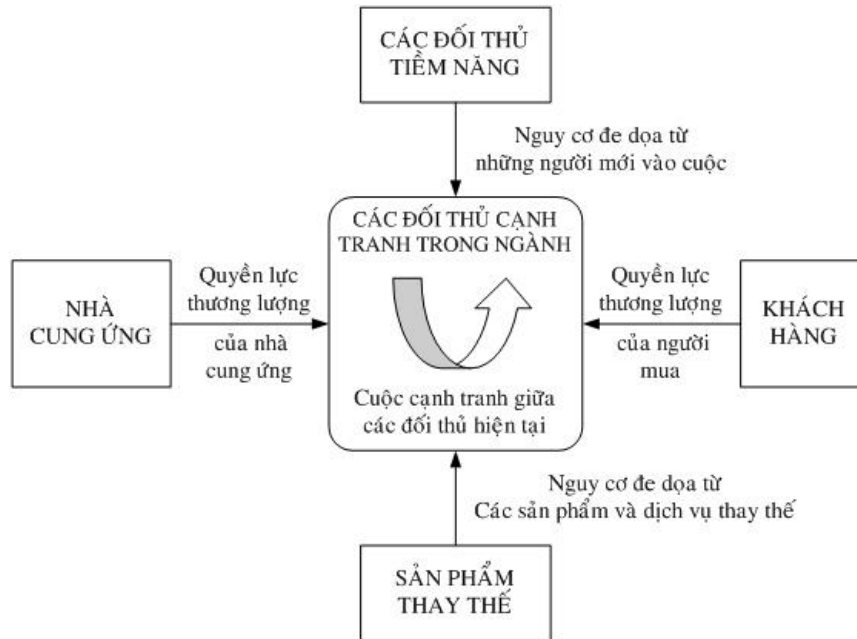 CÁC ĐỐI THỦ
TIỀM NĂNG
Nguy cơ đe dọa từ
những người mới vào cuộc
CÁC ĐỐI THỦ CẠNH
TRANH TRONG NGÀNH
Cuộc cạnh tranh giữa
các đối thủ hiện tại
NHÀ
CUNG ỨNG
Quyền lực
thương lượng
của nhà
cung ứng
Quyền lực
thương lượng
của người
mua
KHÁCH
HÀNG
Nguy cơ đe dọa từ
Các sản phẩm và dịch vụ thay thế
SẢN PHẨM
THAY THẾ